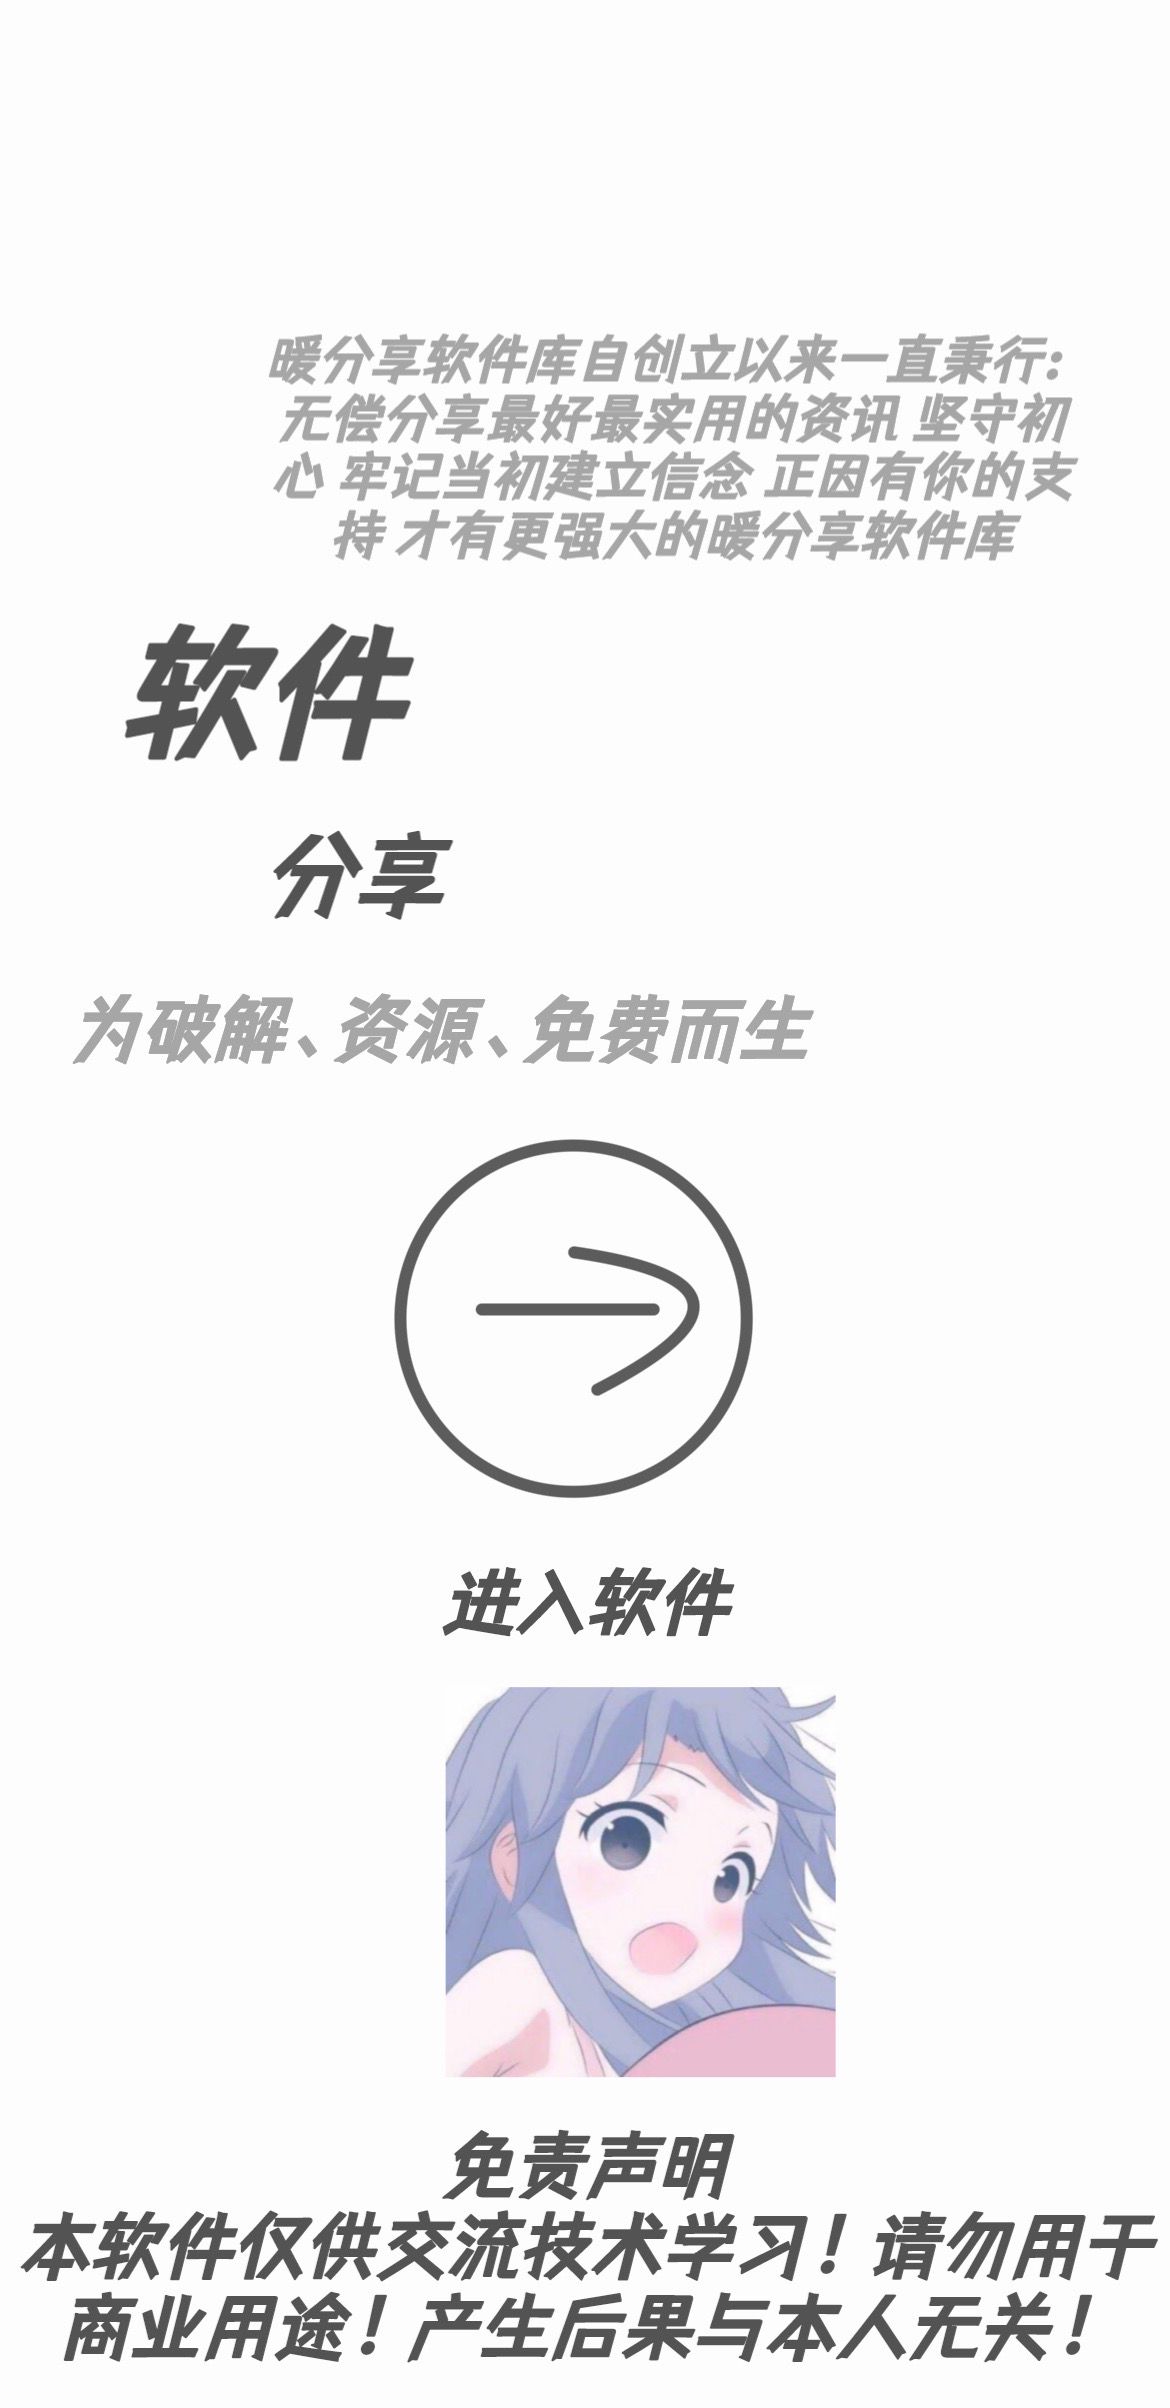 暖分享软件库自创立以来一直秉行:
无偿分享最好最实用的资讯 坚守初
心 牢记当初建立信念 正因有你的支
持 才有更强大的暖分享软件库
软件
分享
为破解、资源、免费而生
进入软件
免责声明
本软件仅供交流技术学习！请勿用于
商业用途！产生后果与本人无关！